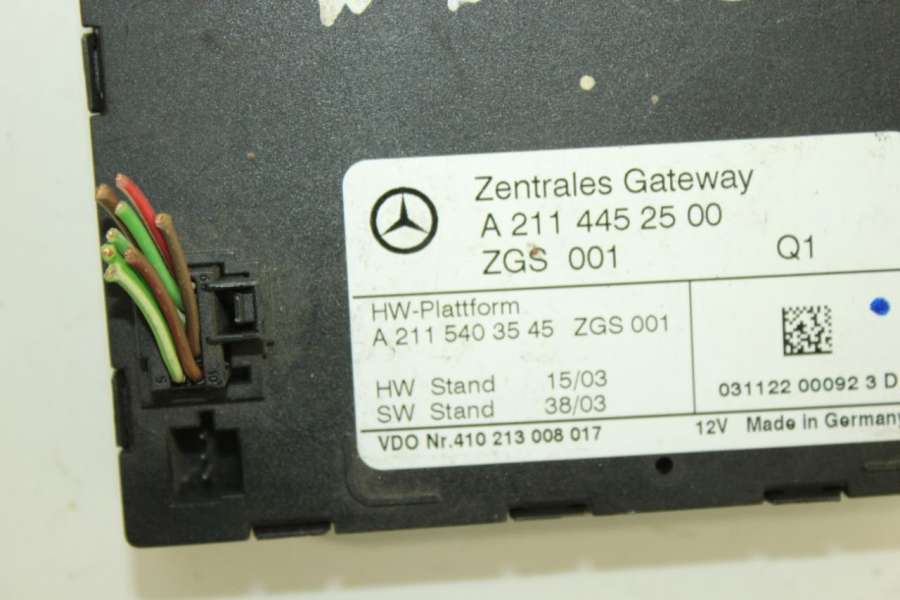 Zentrales Gateway
A 211 445 25 00
ZGS 001 Q1
HW-Plattform
A 211 540 35 45 ZGS 001
HW Stand 15/03
SW Stand 38/03
031122 00092 3 D
VDO Nr. 410 213 008 017 12V Made in Germany